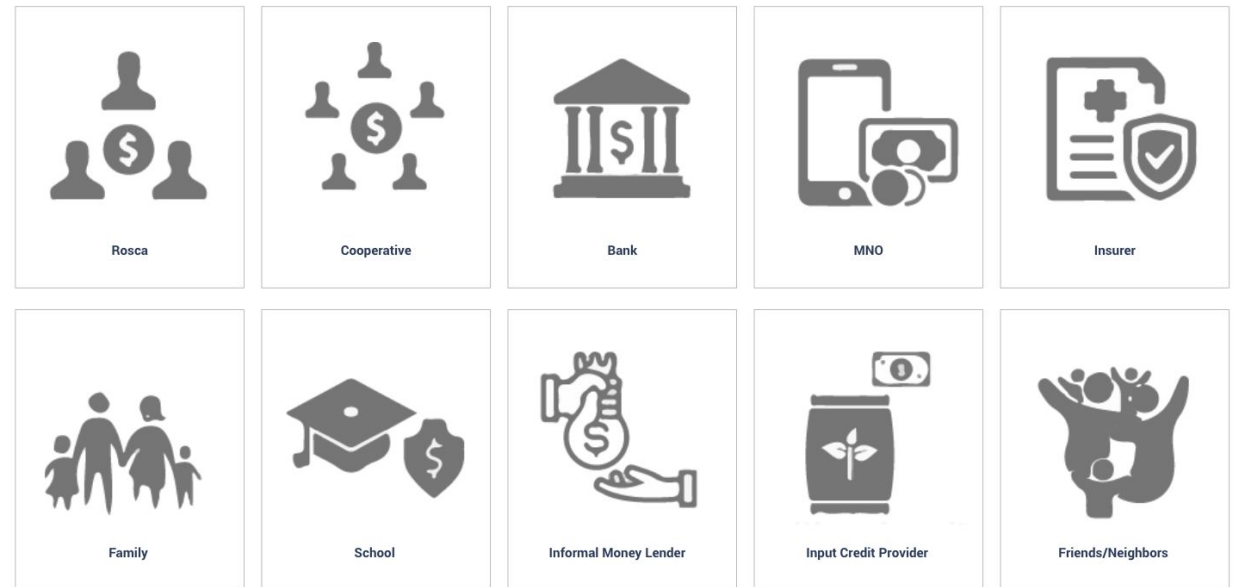 Rosca
Cooperative
Bank
MNO
Insurer
Family
School
Informal Money Lender
Input Credit Provider
Friends/Neighbors